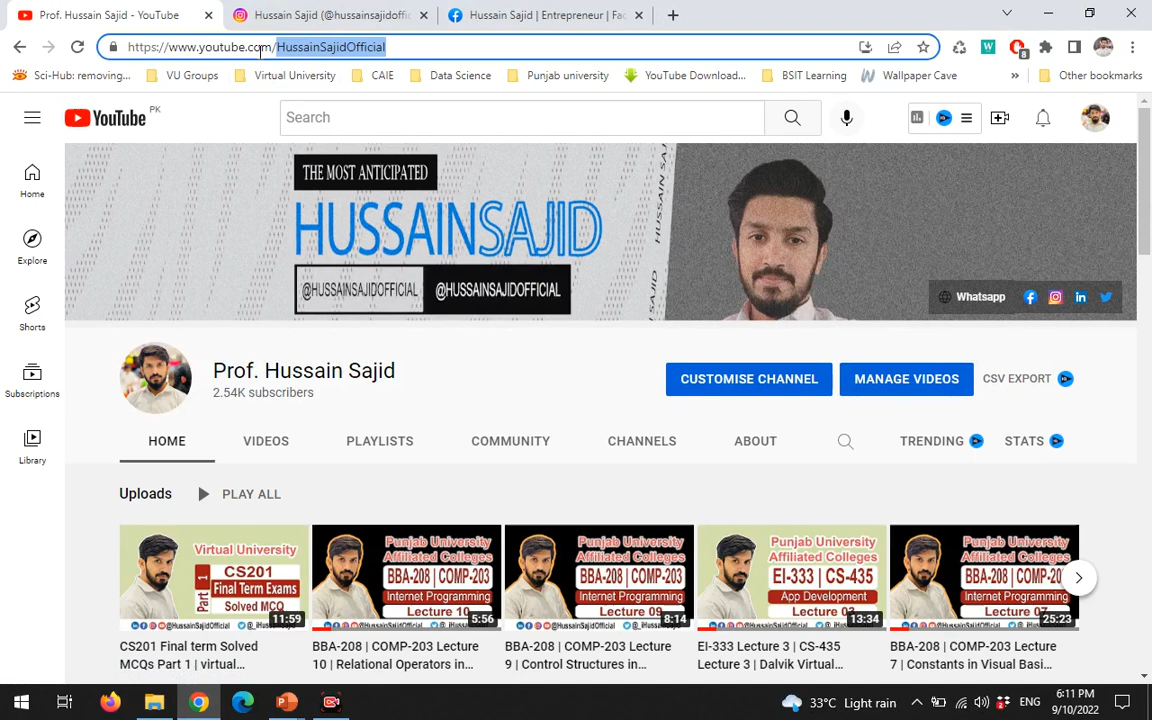 Prof. Hussain Sajid - YouTube
Hussain Sajid (@hussainsajidoffic
Hussain Sajid | Entrepreneur | Fac
https://www.youtube.com/HussainSajidOfficial
8
Sci-Hub: removing...
VU Groups
Virtual University
CAIE
Data Science
Punjab university
YouTube Download...
BSIT Learning
Wallpaper Cave
»
Other bookmarks
YouTube PK
Search
THE MOST ANTICIPATED
HUSSAINSAJID
@HUSSAINSAJIDOFFICIAL
@HUSSAINSAJIDOFFICIAL
HUSSAIN SAJID
Whatsapp
Home
Explore
Shorts
Subscriptions
Library
Prof. Hussain Sajid
2.54K subscribers
CUSTOMISE CHANNEL
MANAGE VIDEOS
CSV EXPORT
HOME
VIDEOS
PLAYLISTS
COMMUNITY
CHANNELS
ABOUT
TRENDING
STATS
Uploads
PLAY ALL
Virtual University
Part 1
CS201
Final Term Exams
Solved MCQ
11:59
Punjab University
Affiliated Colleges
BBA-208 | COMP-203
Internet Programming
Lecture 10
5:56
Punjab University
Affiliated Colleges
BBA-208 | COMP-203
Internet Programming
Lecture 09
8:14
Punjab University
Affiliated Colleges
EI-333 | CS-435
App Development
Lecture 03
13:34
Punjab University
Affiliated Colleges
BBA-208 | COMP-20
Internet Programming
Lecture 07
25:23
CS201 Final term Solved
MCQs Part 1 | virtual...
BBA-208 | COMP-203 Lecture
10 | Relational Operators in...
BBA-208 | COMP-203 Lecture
9 | Control Structures in...
EI-333 Lecture 3 | CS-435
Lecture 3 | Dalvik Virtual...
BBA-208 | COMP-203 Lecture
7 | Constants in Visual Basi...
33°C Light rain
ENG
6:11 PM
9/10/2022